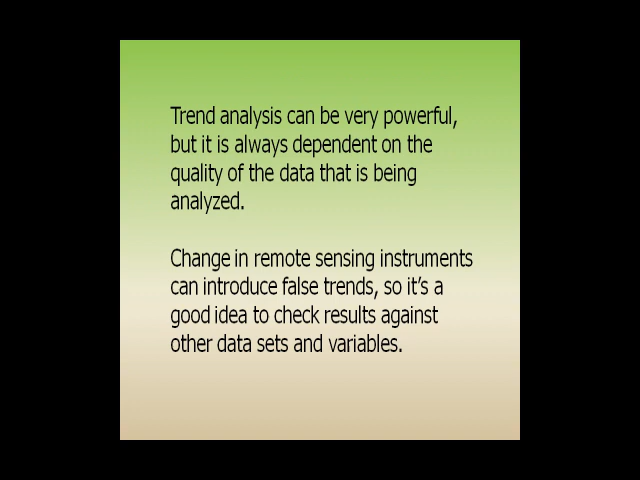 Trend analysis can be very powerful,
but it is always dependent on the
quality of the data that is being
analyzed.
Change in remote sensing instruments
can introduce false trends, so it’s a
good idea to check results against
other data sets and variables.